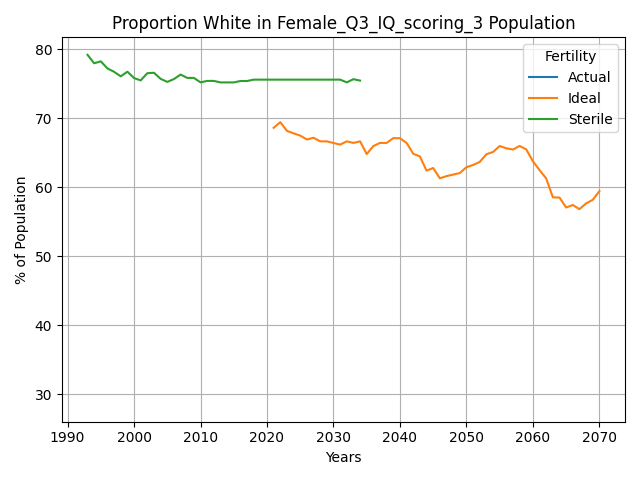 Proportion White in Female_Q3_IQ_scoring_3 Population
Fertility
Actual
Ideal
Sterile
% of Population
80
70
60
50
40
30
1990 2000 2010 2020 2030 2040 2050 2060 2070
Years